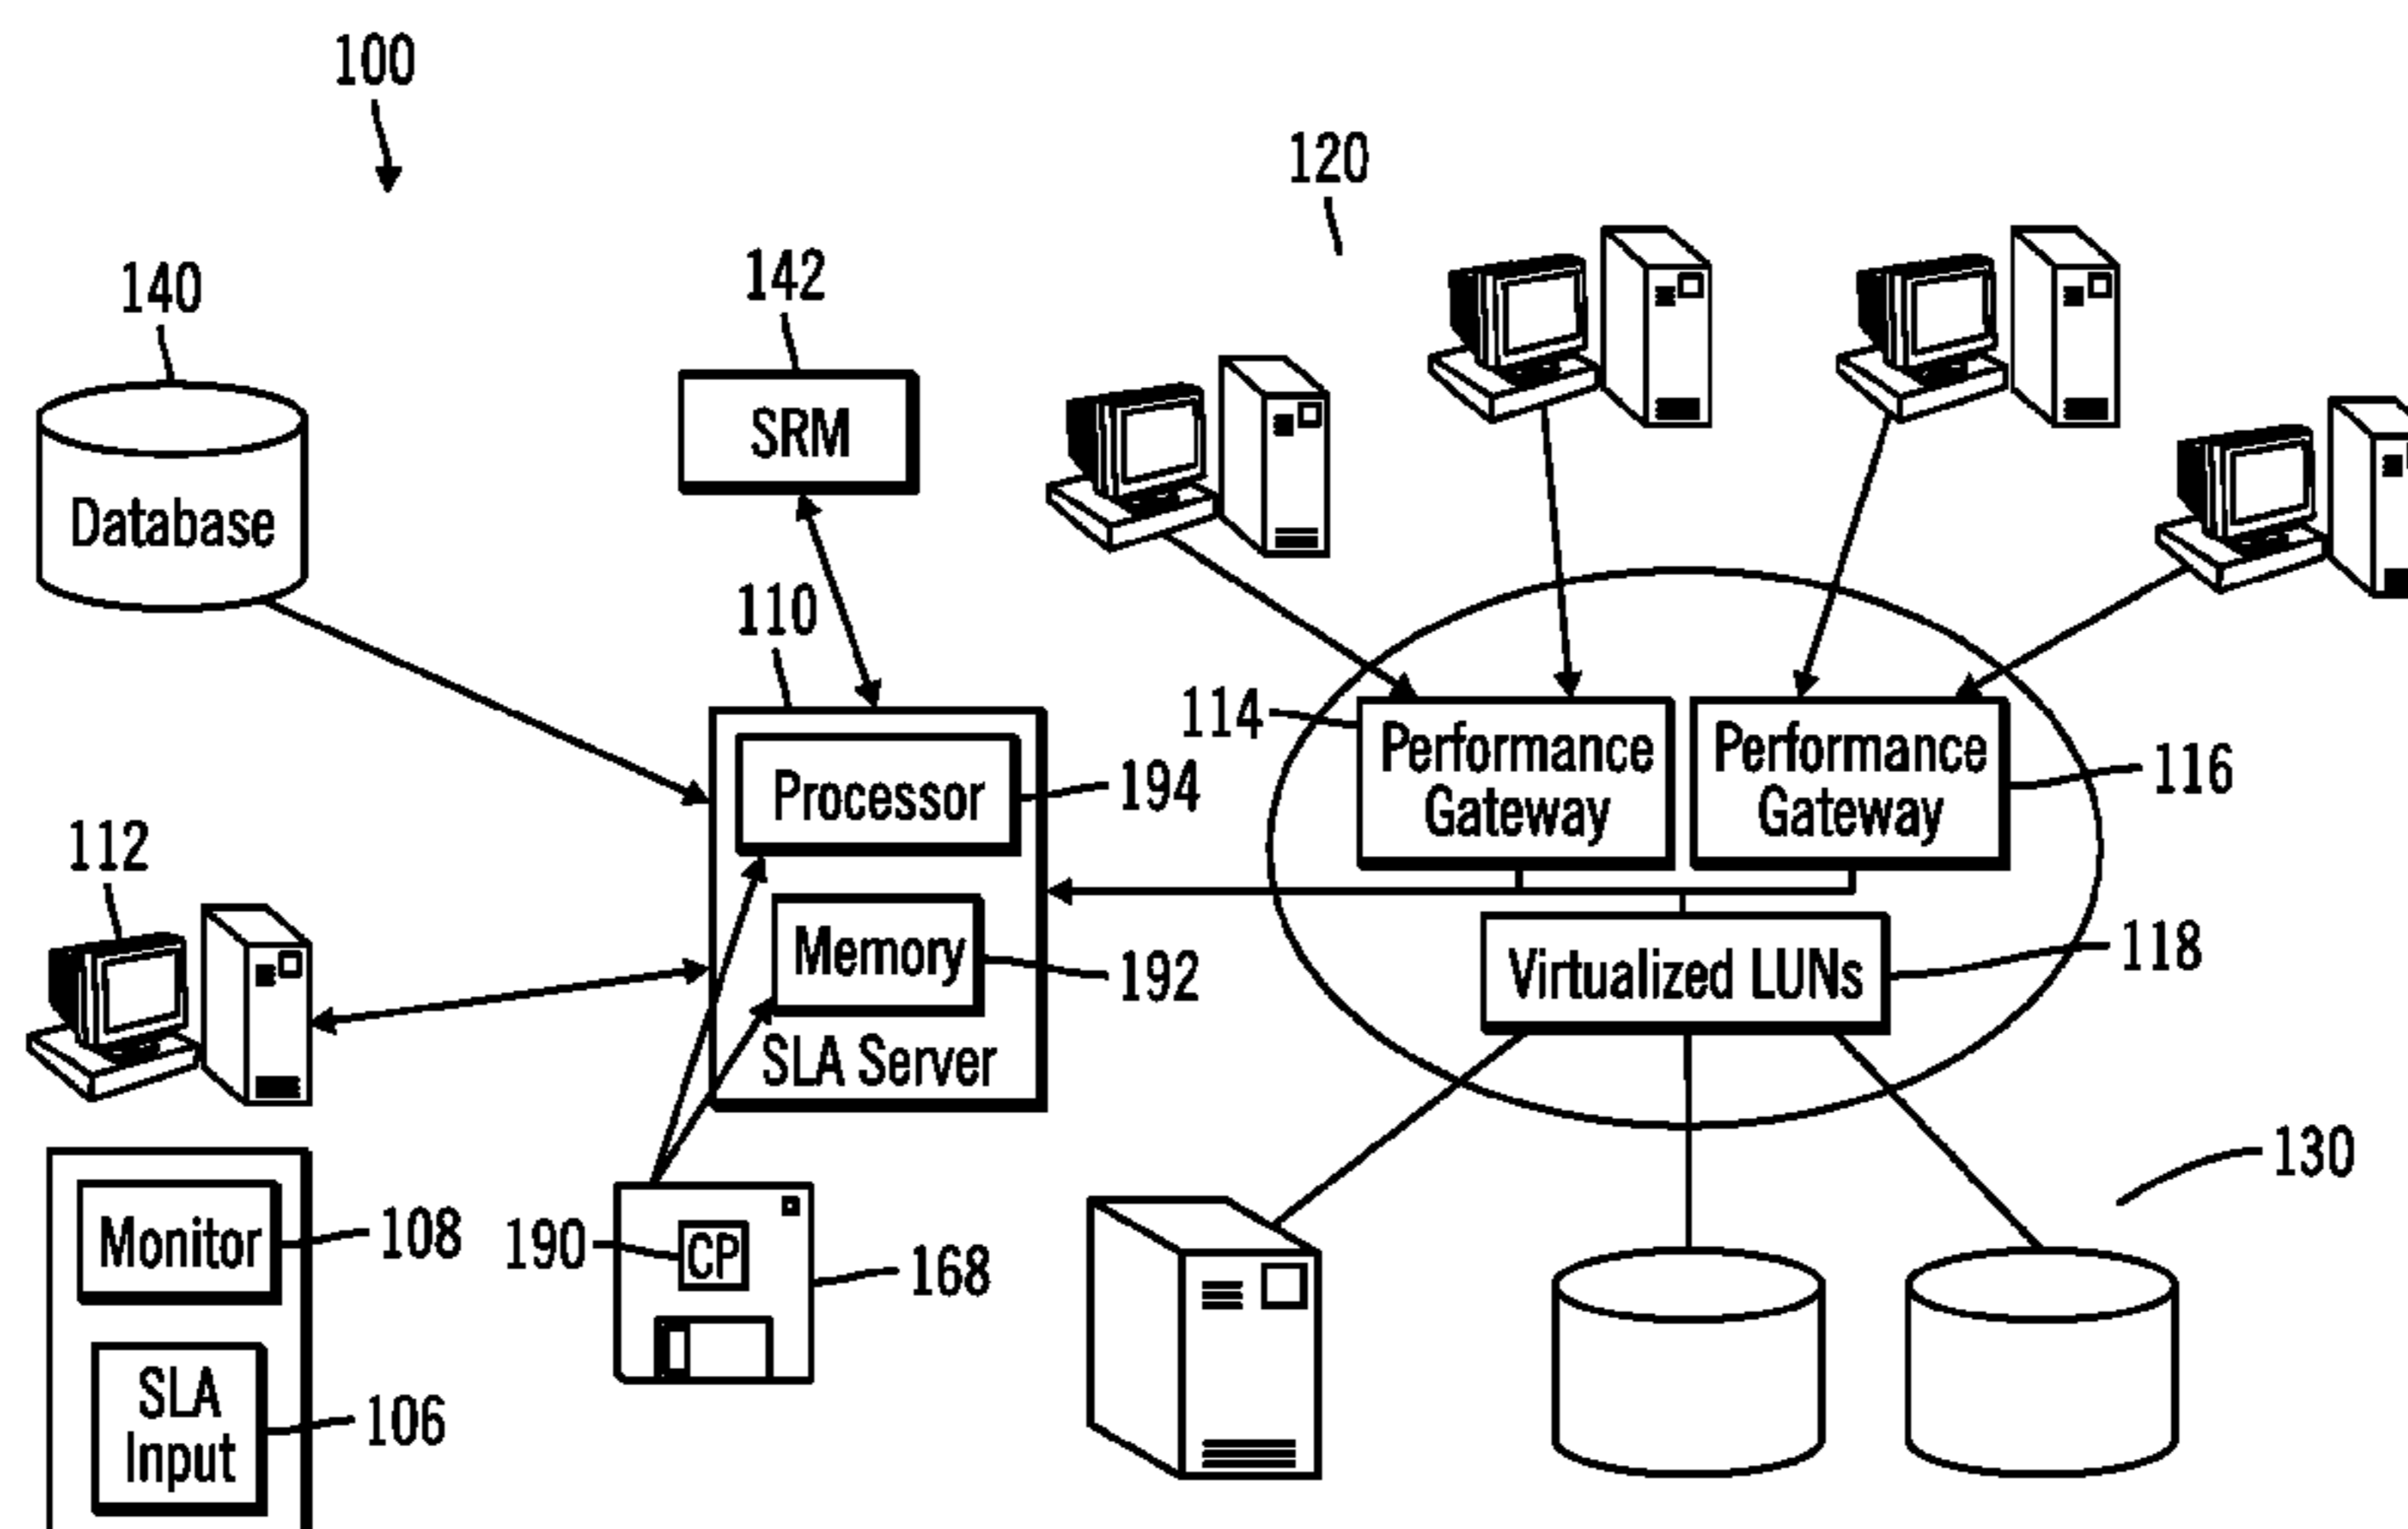 100
120
140
142
Database
SRM
110
114
Performance
Gateway
Performance
Gateway
116
Processor
194
112
Memory
192
SLA Server
Virtualized LUNs
118
130
Monitor
108
190
CP
168
SLA
Input
106